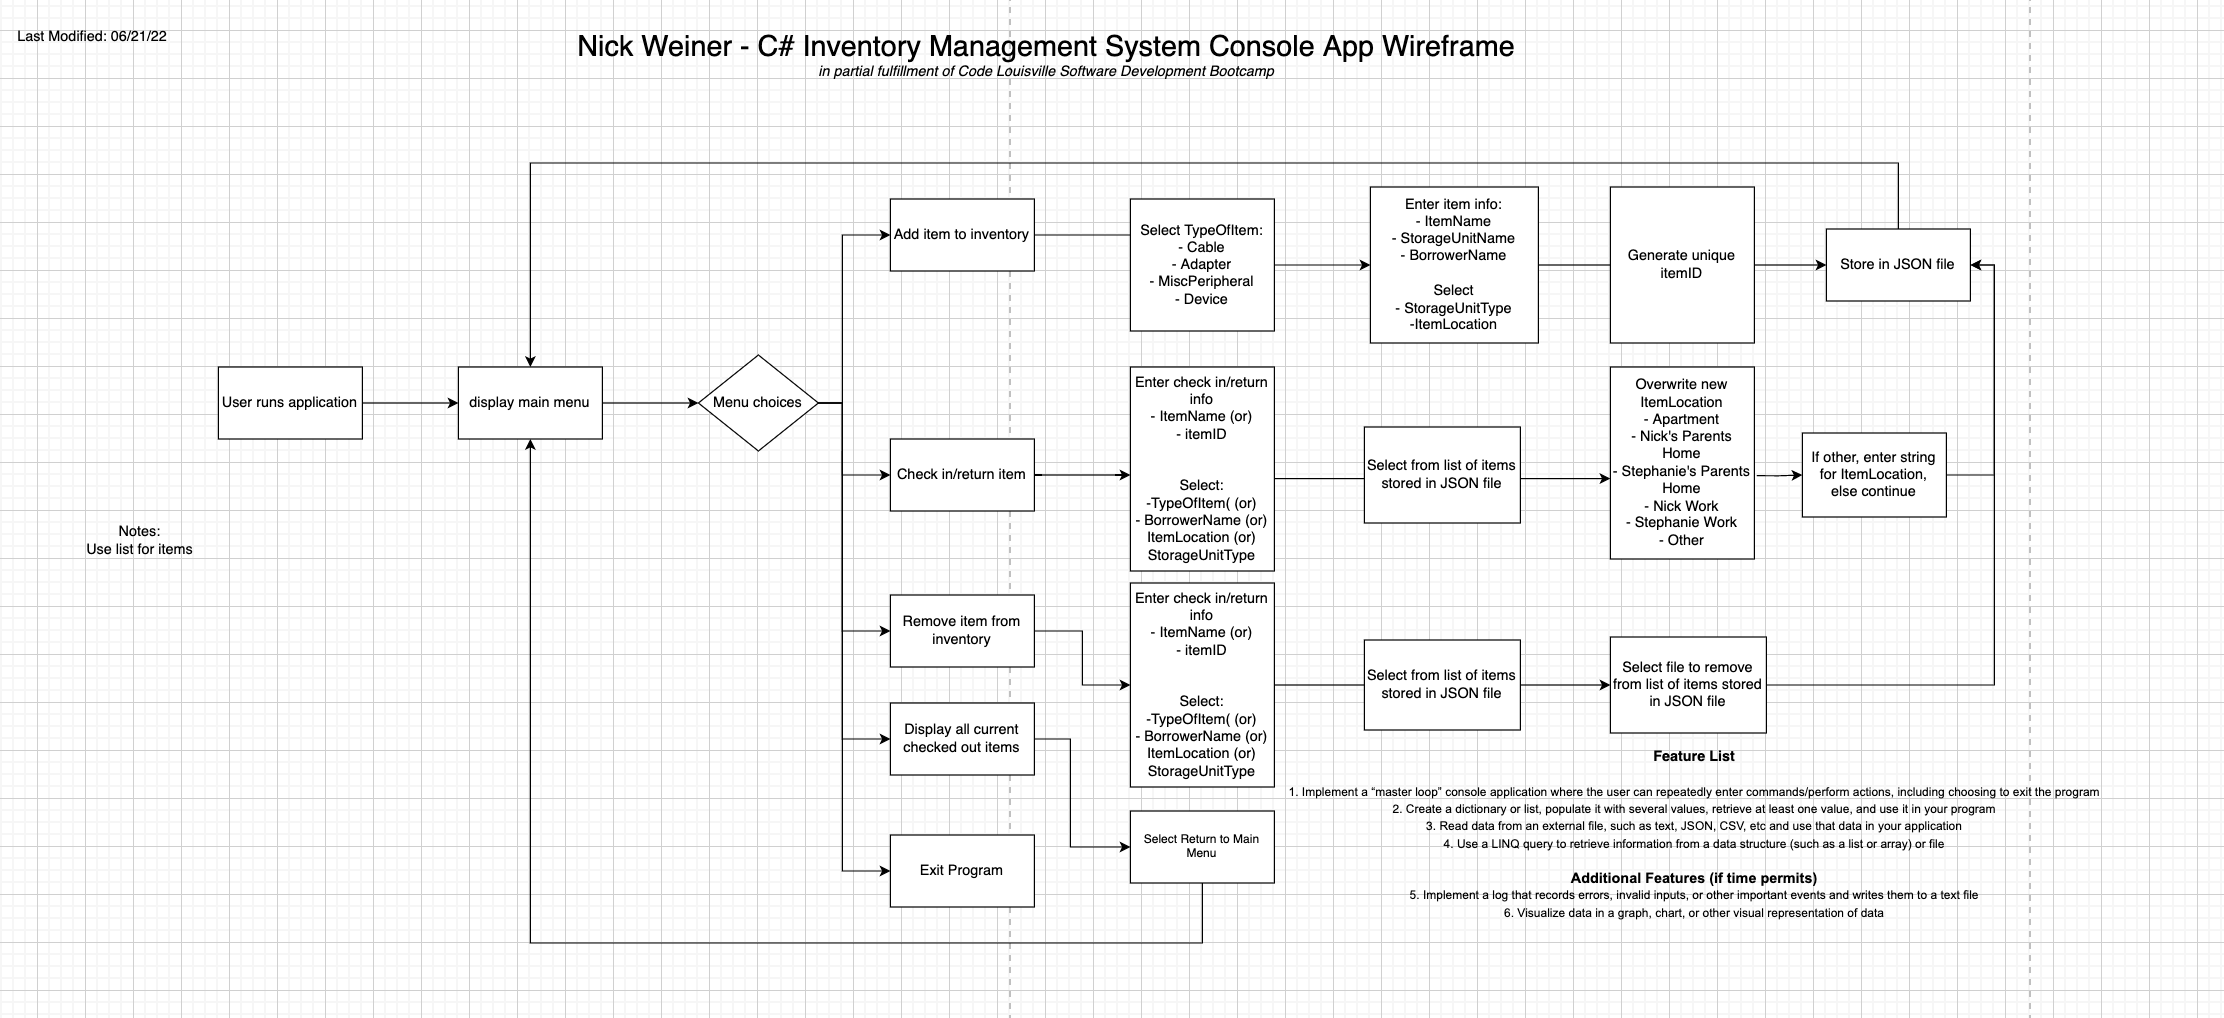 Last Modified: 06/21/22
Nick Weiner - C# Inventory Management System Console App Wireframe
in partial fulfillment of Code Louisville Software Development Bootcamp
User runs application
display main menu
Menu choices
Notes:
Use list for items
Add item to inventory
Select TypeOfItem:
- Cable
- Adapter
- MiscPeripheral
- Device
Enter item info:
- ItemName
- StorageUnitName
- BorrowerName
Select
- StorageUnitType
-ItemLocation
Generate unique
itemID
Store in JSON file
Check in/return item
Enter check in/return
info
- ItemName (or)
- itemID
Select:
-TypeOfItem( (or)
- BorrowerName (or)
ItemLocation (or)
StorageUnitType
Select from list of items
stored in JSON file
Overwrite new
ItemLocation
- Apartment
- Nick's Parents
Home
- Stephanie's Parents
Home
- Nick Work
- Stephanie Work
- Other
If other, enter string
for ItemLocation,
else continue
Remove item from
inventory
Enter check in/return
info
- ItemName (or)
- itemID
Select:
-TypeOfItem( (or)
- BorrowerName (or)
ItemLocation (or)
StorageUnitType
Select from list of items
stored in JSON file
Select file to remove
from list of items stored
in JSON file
Display all current
checked out items
Select Return to Main
Menu
Exit Program
Feature List
1. Implement a “master loop” console application where the user can repeatedly enter commands/perform actions, including choosing to exit the program
2. Create a dictionary or list, populate it with several values, retrieve at least one value, and use it in your program
3. Read data from an external file, such as text, JSON, CSV, etc and use that data in your application
4. Use a LINQ query to retrieve information from a data structure (such as a list or array) or file
Additional Features (if time permits)
5. Implement a log that records errors, invalid inputs, or other important events and writes them to a text file
6. Visualize data in a graph, chart, or other visual representation of data